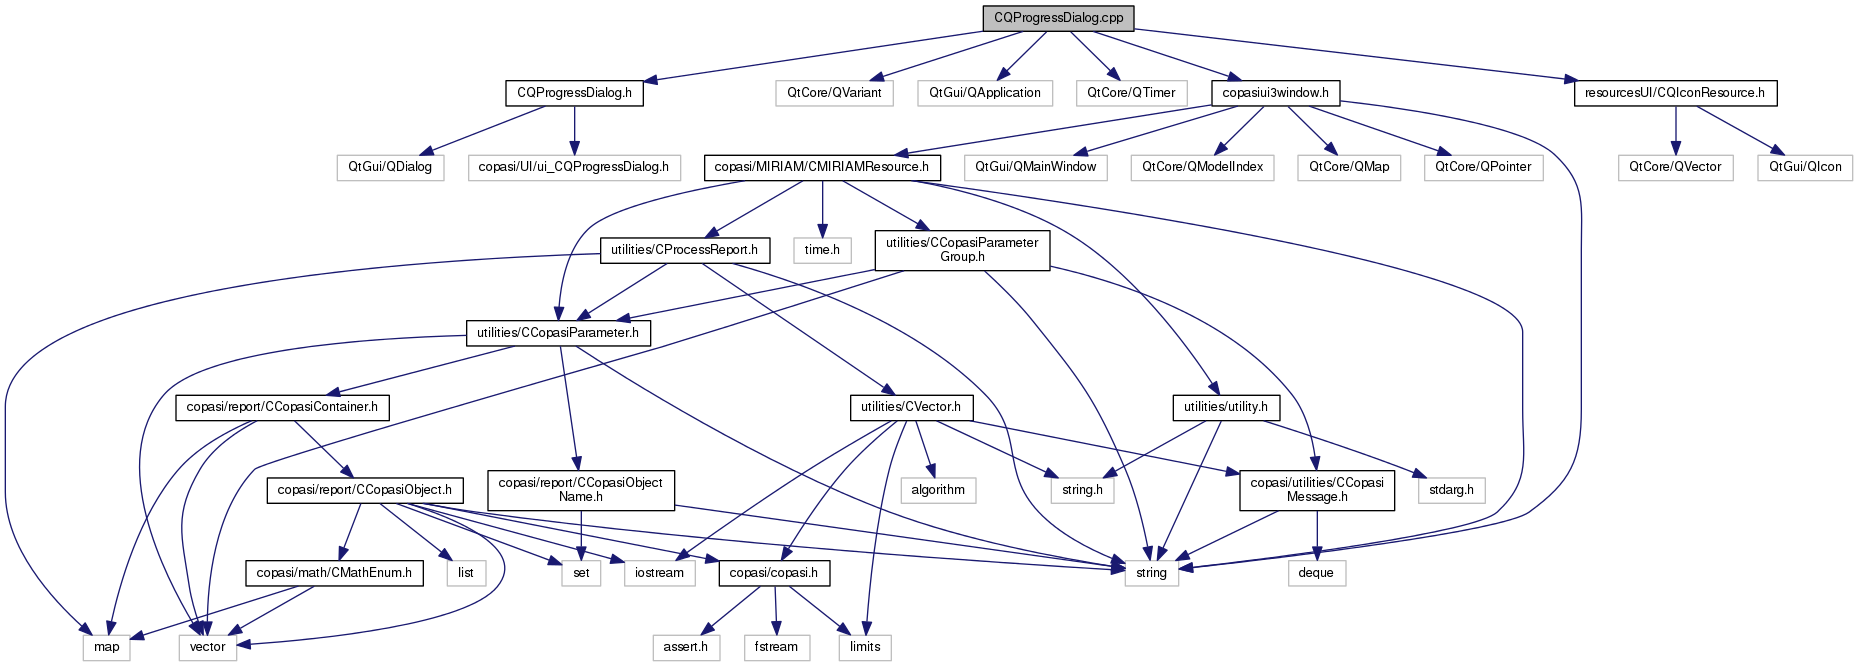 CQProgressDialog.cpp
CQProgressDialog.h
QtCore/QVariant
QtGui/QApplication
QtCore/QTimer
copasiui3window.h
resourcesUI/CQIconResource.h
QtGui/QDialog
copasi/UI/ui_CQProgressDialog.h
copasi/MIRIAM/CMIRIAMResource.h
QtGui/QMainWindow
QtCore/QModelIndex
QtCore/QMap
QtCore/QPointer
QtCore/QVector
QtGui/QIcon
utilities/CProcessReport.h
time.h
utilities/CCopasiParameter
Group.h
utilities/CCopasiParameter.h
copasi/report/CCopasiContainer.h
utilities/CVector.h
utilities/utility.h
copasi/report/CCopasiObject.h
copasi/report/CCopasiObject
Name.h
algorithm
string.h
copasi/utilities/CCopasi
Message.h
stdarg.h
copasi/math/CMathEnum.h
list
set
iostream
copasi/copasi.h
string
deque
map
vector
assert.h
fstream
limits